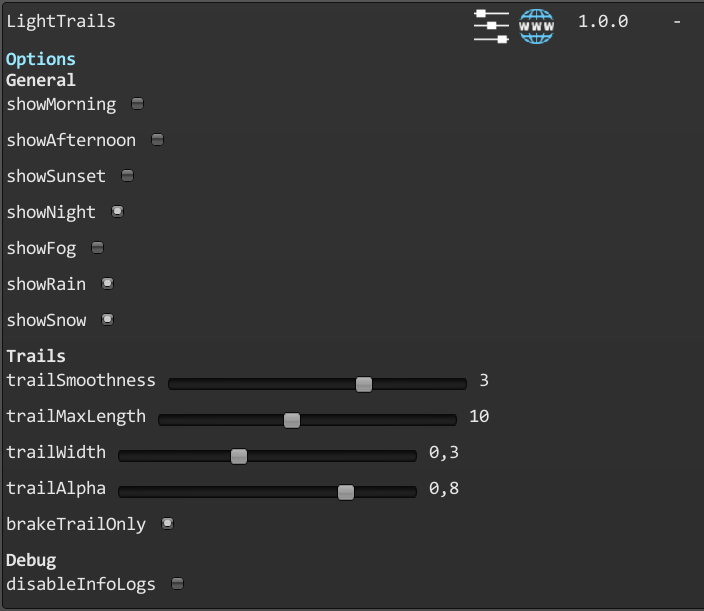 LightTrails WWW 1.0.0 -
Options
General
showMorning
showAfternoon
showSunset
showNight
showFog
showRain
showSnow
Trails
trailSmoothness 3
trailMaxLength 10
trailWidth 0,3
trailAlpha 0,8
brakeTrailOnly
Debug
disableInfoLogs